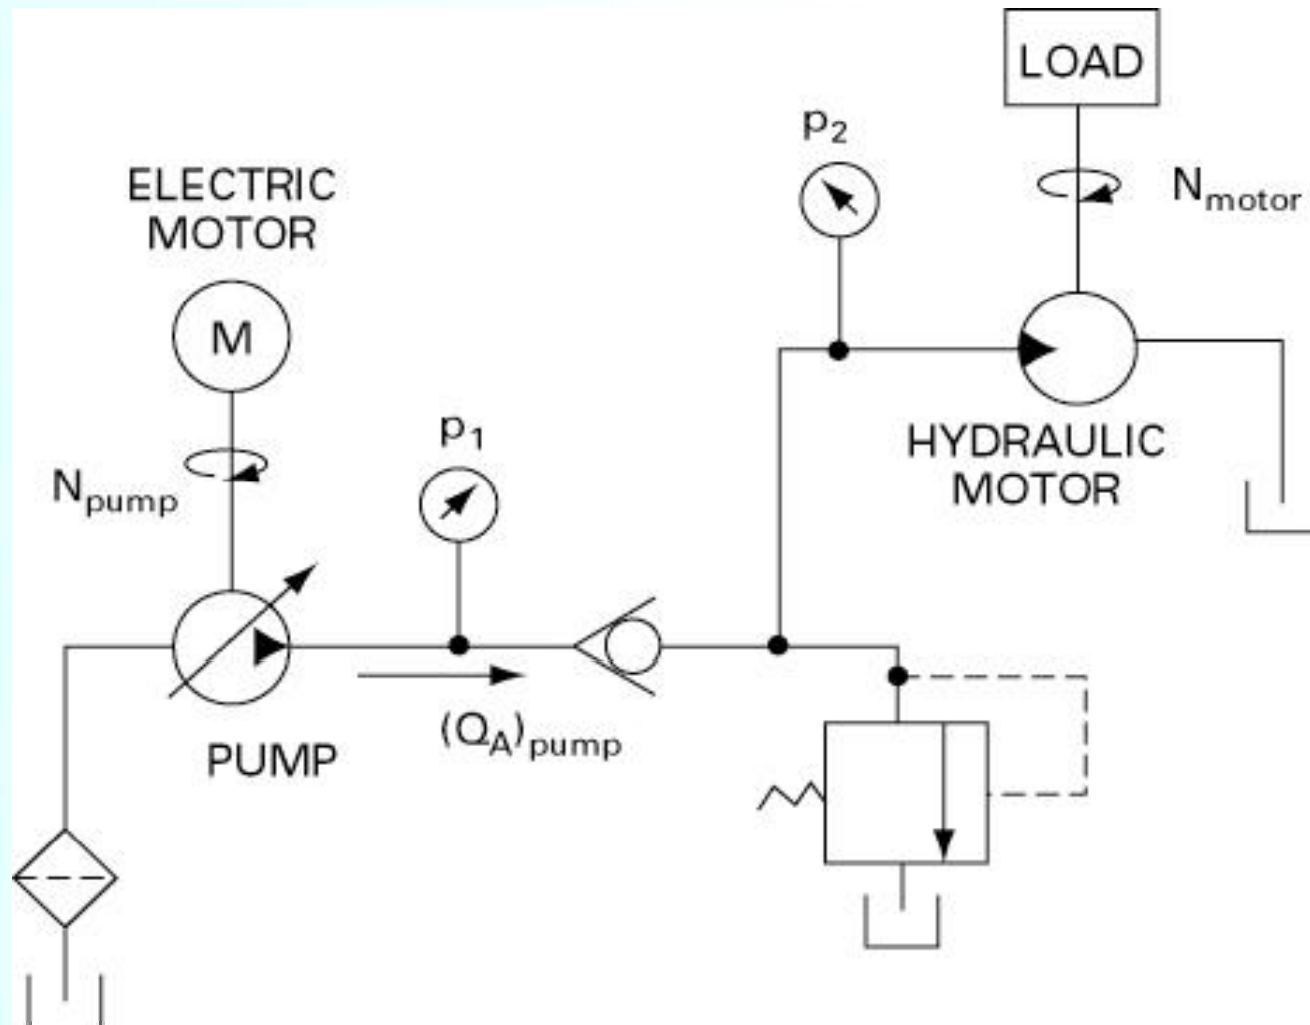 LOAD
p2
Nmotor
ELECTRIC
MOTOR
M
p1
Npump
HYDRAULIC
MOTOR
(QA)pump
PUMP